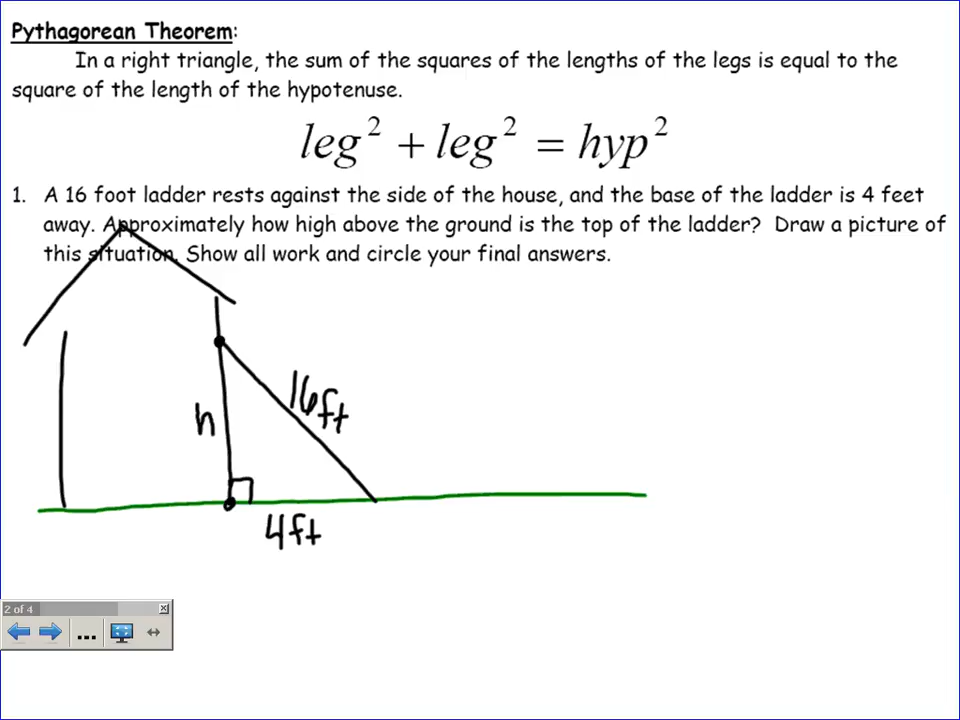 Pythagorean Theorem:
In a right triangle, the sum of the squares of the lengths of the legs is equal to the
square of the length of the hypotenuse.
leg² + leg² = hyp²
1. A 16 foot ladder rests against the side of the house, and the base of the ladder is 4 feet
away. Approximately how high above the ground is the top of the ladder? Draw a picture of
this situation. Show all work and circle your final answers.
16ft
h
4ft
2 of 4
...